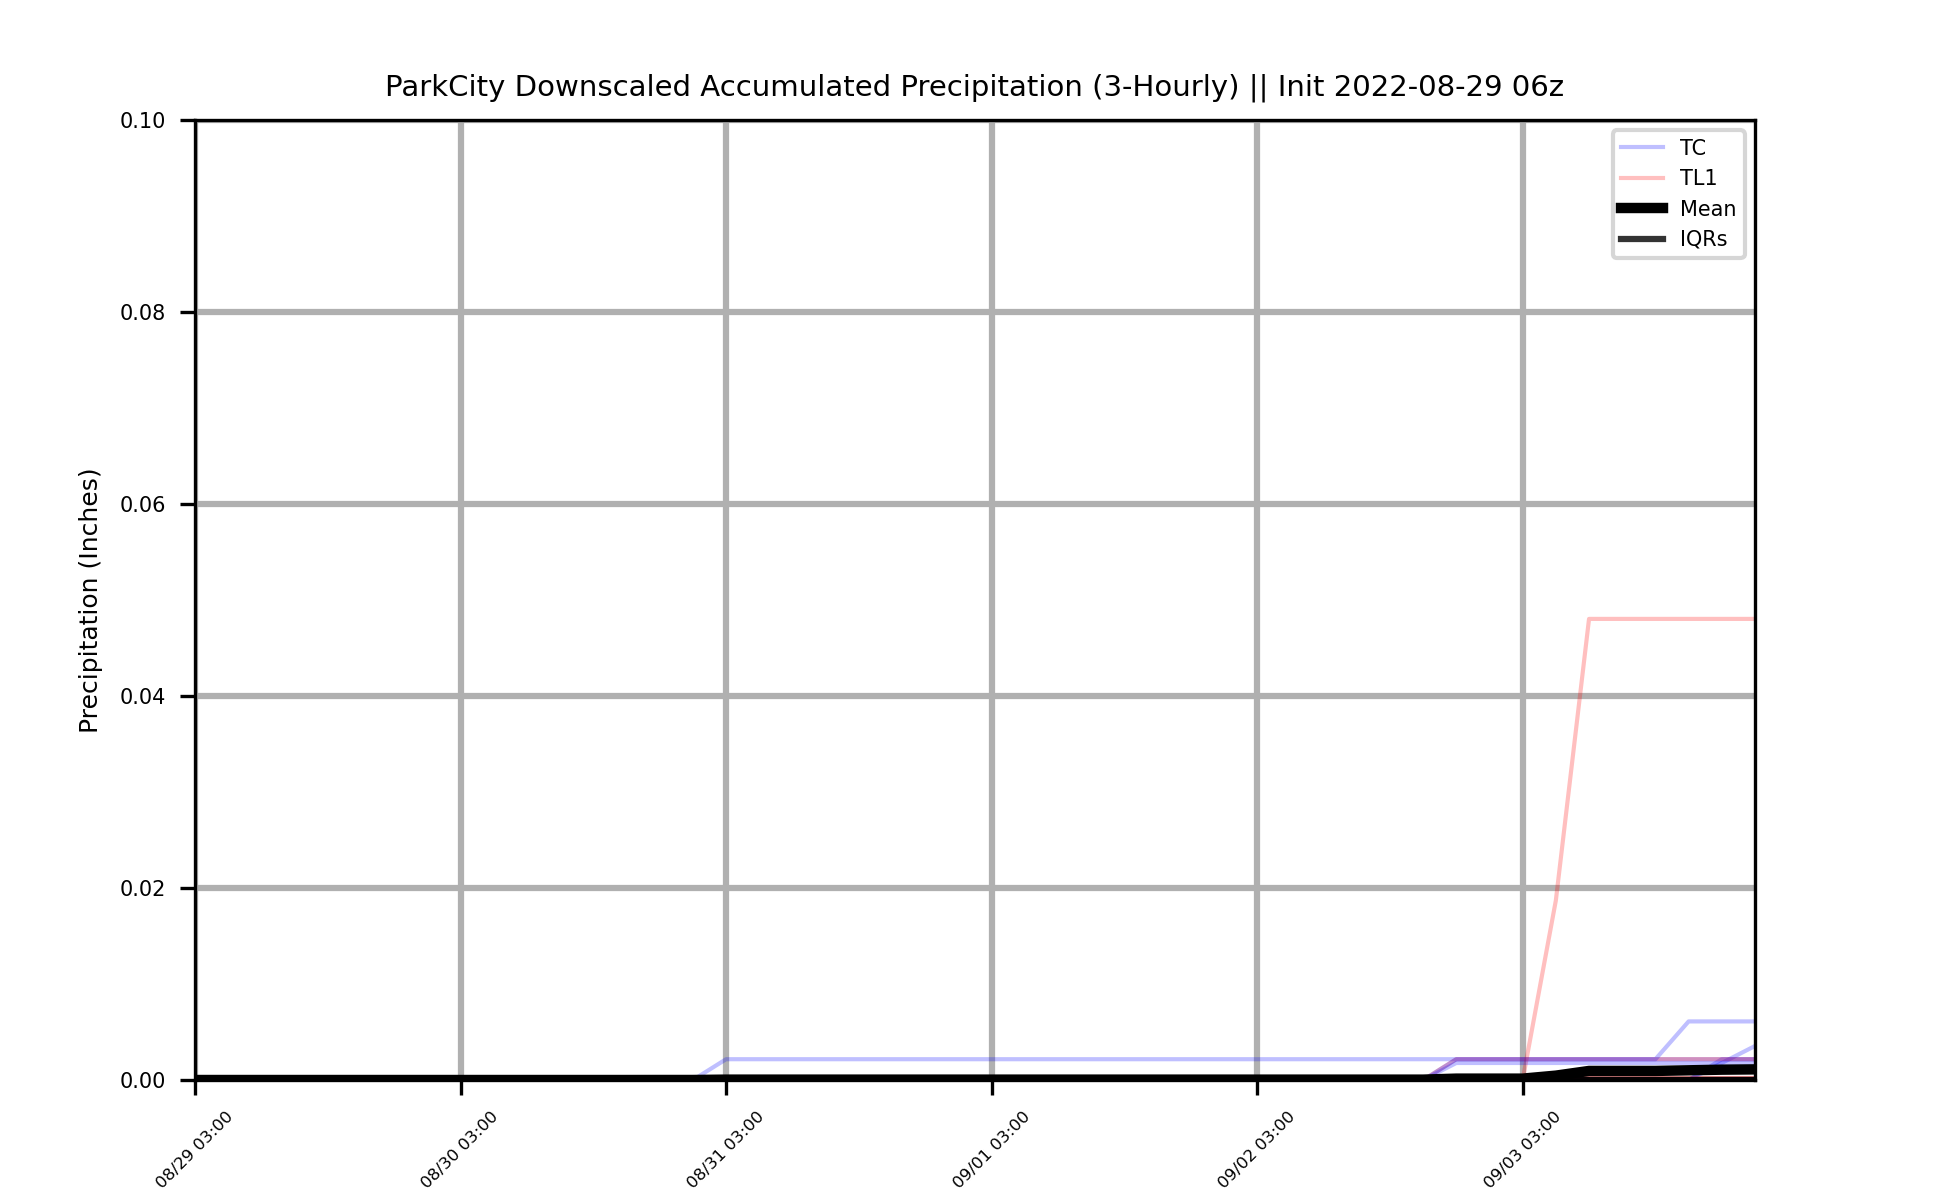 ParkCity Downscaled Accumulated Precipitation (3-Hourly) || Init 2022-08-29 06z
TC
TL1
Mean
IQRs
Precipitation (Inches)
0.10
0.08
0.06
0.04
0.02
0.00
08/29 03:00
08/30 03:00
08/31 03:00
09/01 03:00
09/02 03:00
09/03 03:00